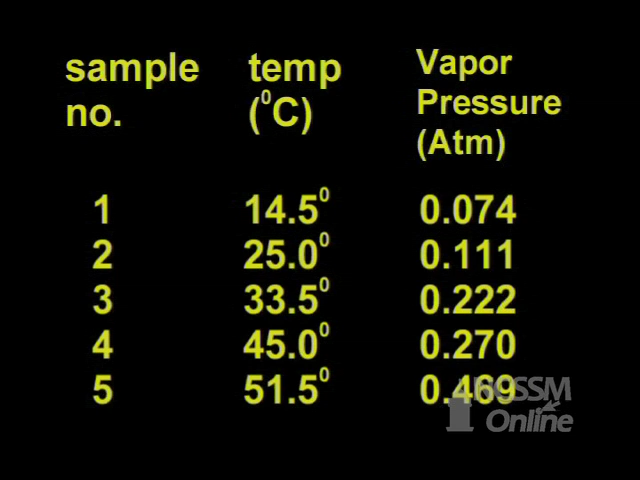 sample temp Vapor
no. (⁰C) Pressure
(Atm)
1 14.5⁰ 0.074
2 25.0⁰ 0.111
3 33.5⁰ 0.222
4 45.0⁰ 0.270
5 51.5⁰ 0.469
NCSSM
Online